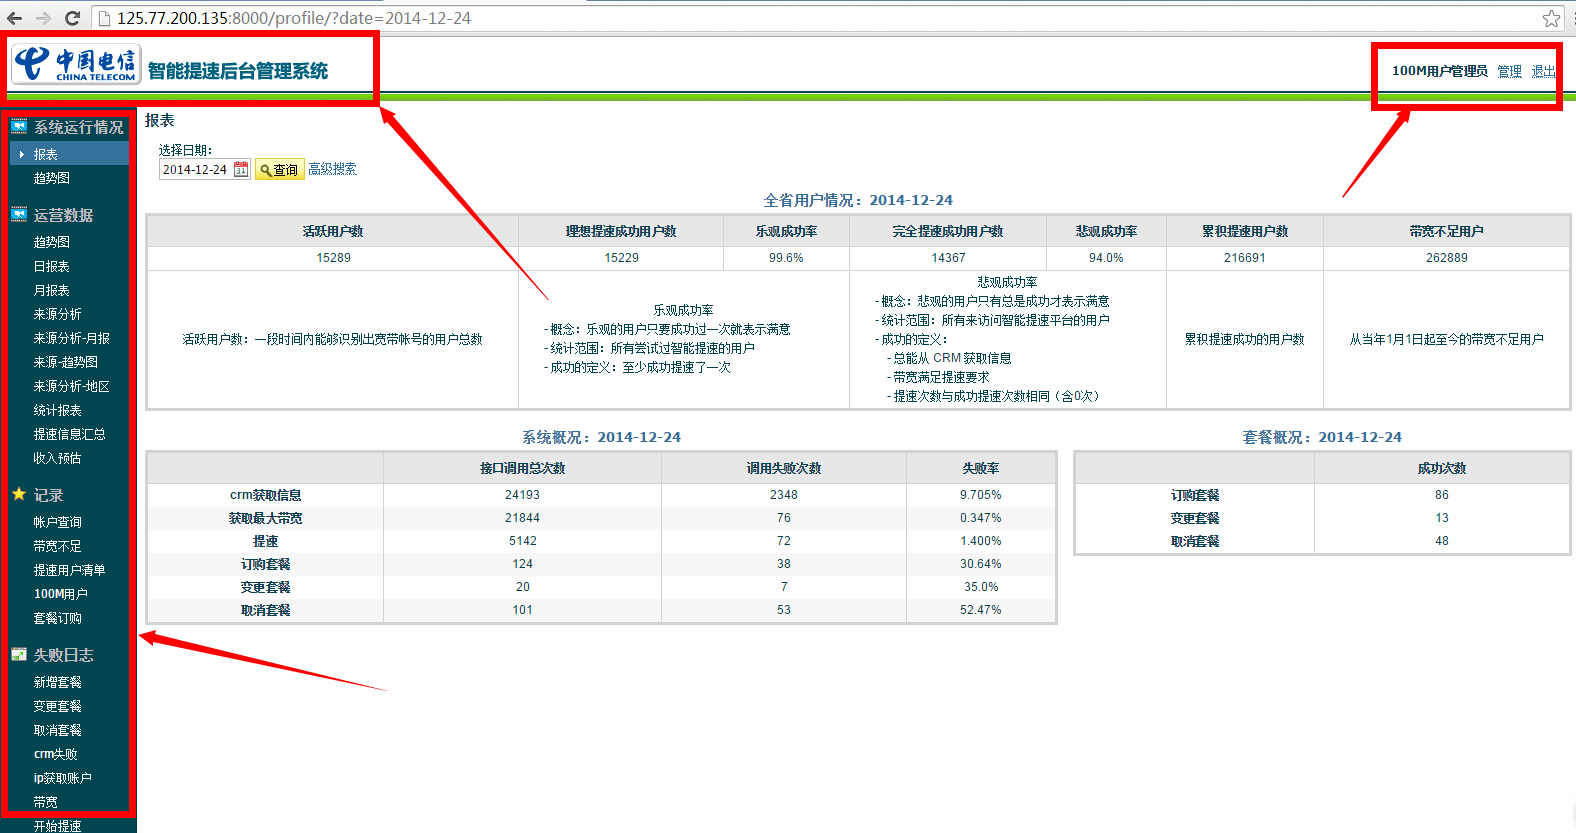 125.77.200.135:8000/profile/?date=2014-12-24
中国电信
CHINA TELECOM
智能提速后台管理系统
100M用户管理员 管理 退出
系统运行情况
报表
趋势图
运营数据
趋势图
日报表
月报表
来源分析
来源分析-月报
来源-趋势图
来源分析-地区
统计报表
提速信息汇总
收入预估
记录
帐户查询
带宽不足
提速用户清单
100M用户
套餐订购
失败日志
新增套餐
变更套餐
取消套餐
crm失败
ip获取账户
带宽
开始提速
报表
选择日期：
2014-12-24 31 查询 高级搜索
全省用户情况：2014-12-24
活跃用户数 理想提速成功用户数 乐观成功率 完全提速成功用户数 悲观成功率 累积提速用户数 带宽不足用户
15289 15229 99.6% 14367 94.0% 216691 262889
活跃用户数：一段时间内能够识别出宽带帐号的用户总数
乐观成功率
- 概念：乐观的用户只要成功过一次就表示满意
- 统计范围：所有尝试过智能提速的用户
- 成功的定义：至少成功提速了一次
悲观成功率
- 概念：悲观的用户只有总是成功才表示满意
- 统计范围：所有来访问智能提速平台的用户
- 成功的定义：
- 总能从 CRM 获取信息
- 带宽满足提速要求
- 提速次数与成功提速次数相同（含0次）
累积提速成功的用户数
从当年1月1日起至今的带宽不足用户
系统概况：2014-12-24
接口调用总次数 调用失败次数 失败率
crm获取信息 24193 2348 9.705%
获取最大带宽 21844 76 0.347%
提速 5142 72 1.400%
订购套餐 124 38 30.64%
变更套餐 20 7 35.0%
取消套餐 101 53 52.47%
套餐概况：2014-12-24
成功次数
订购套餐 86
变更套餐 13
取消套餐 48